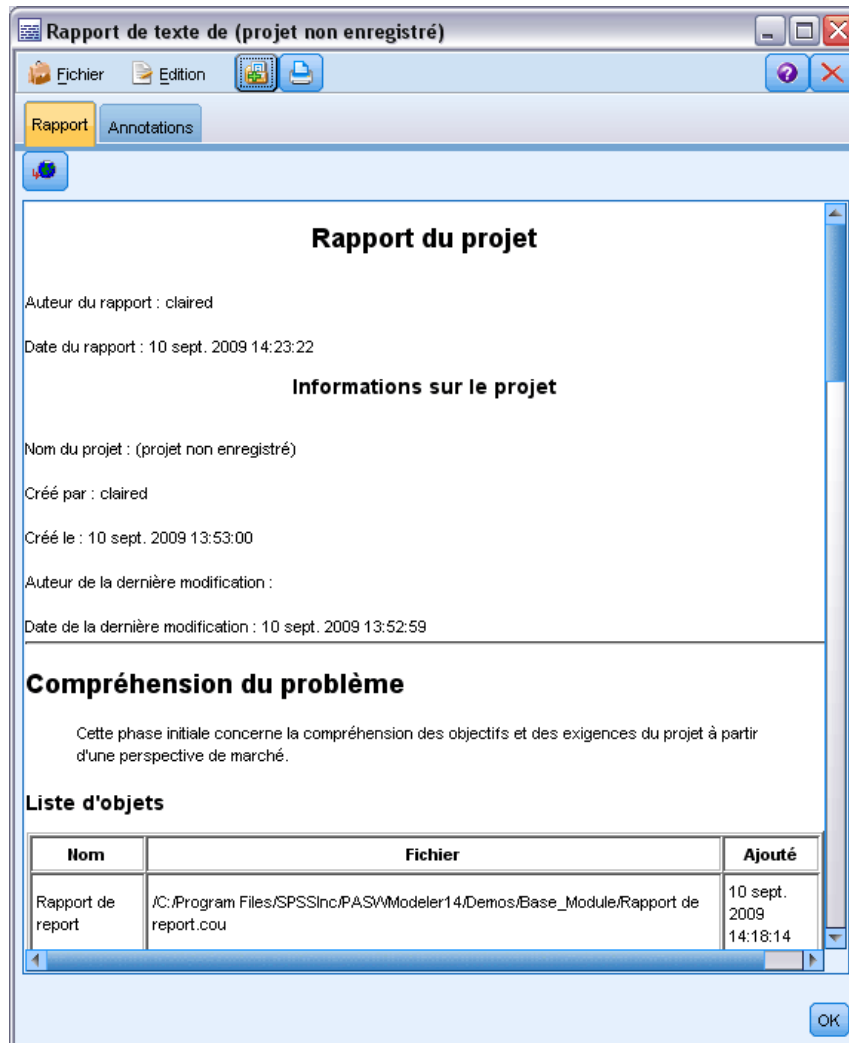 Rapport de texte de (projet non enregistré)
Fichier Edition
Rapport Annotations
Rapport du projet
Auteur du rapport : claired
Date du rapport : 10 sept. 2009 14:23:22
Informations sur le projet
Nom du projet : (projet non enregistré)
Créé par : claired
Créé le : 10 sept. 2009 13:53:00
Auteur de la dernière modification :
Date de la dernière modification : 10 sept. 2009 13:52:59
Compréhension du problème
Cette phase initiale concerne la compréhension des objectifs et des exigences du projet à partir
d'une perspective de marché.
Liste d'objets
Nom Fichier Ajouté
Rapport de
report
/C:/Program Files/SPSSInc/PASWModeler14/Demos/Base_Module/Rapport de
report.cou
10 sept.
2009
14:18:14
OK